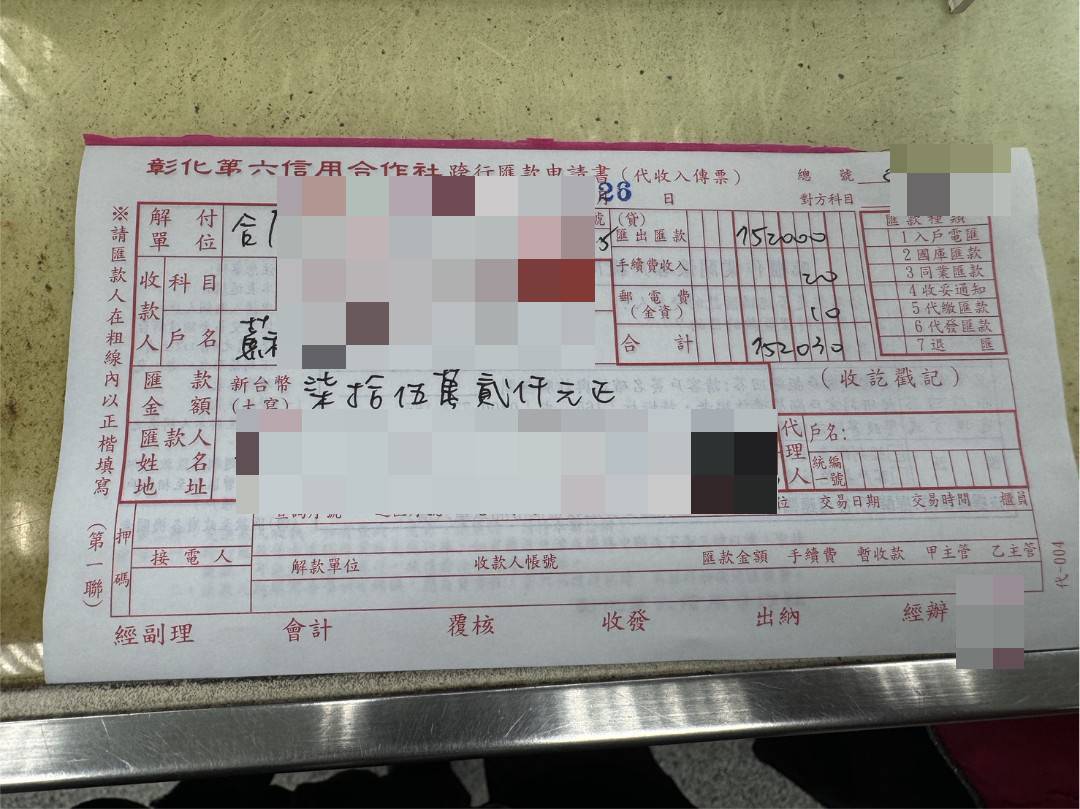 彰化第六信用合作社 跨行匯款申請書(代收入傳票) 總 號
26 日 對方科目
※請匯款人在粗線內以正楷填寫 (第一聯)
解付單位 合
號 (貸)
匯出匯款 752000
手續費收入 20
郵電費(金資) 10
合計 752030
匯款種類
1入戶電匯
2國庫匯款
3同業匯款
4收妥通知
5代繳匯款
6代發匯款
7退 匯
收款人 科目
戶名
匯款金額 新台幣(大寫) 柒拾伍萬貳仟元正
(收訖戳記)
匯款人姓名地址
代理人 戶名:
統編一號
交易日期 交易時間 櫃員
押碼
接電人
解款單位 收款人帳號 匯款金額 手續費 暫收款 甲主管 乙主管
代-004
經副理 會計 覆核 收發 出納 經辦